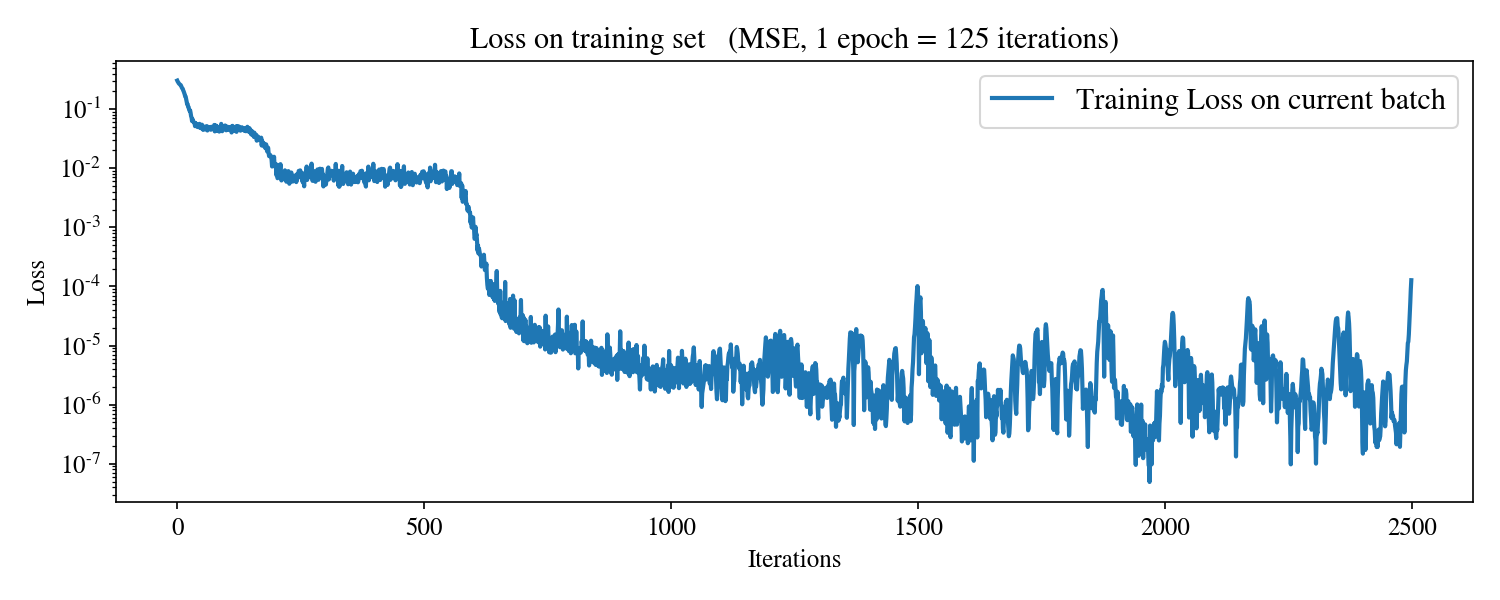 Loss on training set (MSE, 1 epoch = 125 iterations)
Training Loss on current batch
Loss
10-1
10-2
10-3
10-4
10-5
10-6
10-7
0 500 1000 1500 2000 2500
Iterations